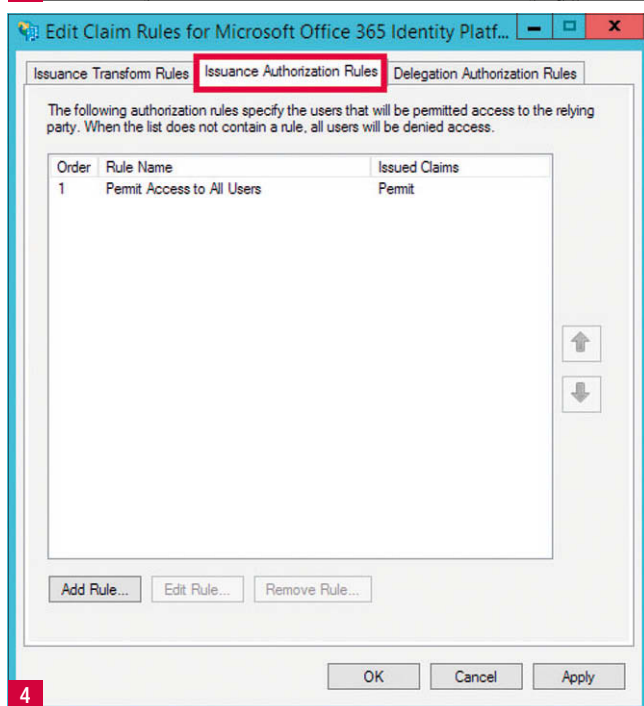 Edit Claim Rules for Microsoft Office 365 Identity Platf...
Issuance Transform Rules Issuance Authorization Rules Delegation Authorization Rules
The following authorization rules specify the users that will be permitted access to the relying
party. When the list does not contain a rule, all users will be denied access.
Order Rule Name Issued Claims
1 Permit Access to All Users Permit
Add Rule... Edit Rule... Remove Rule...
OK Cancel Apply
4